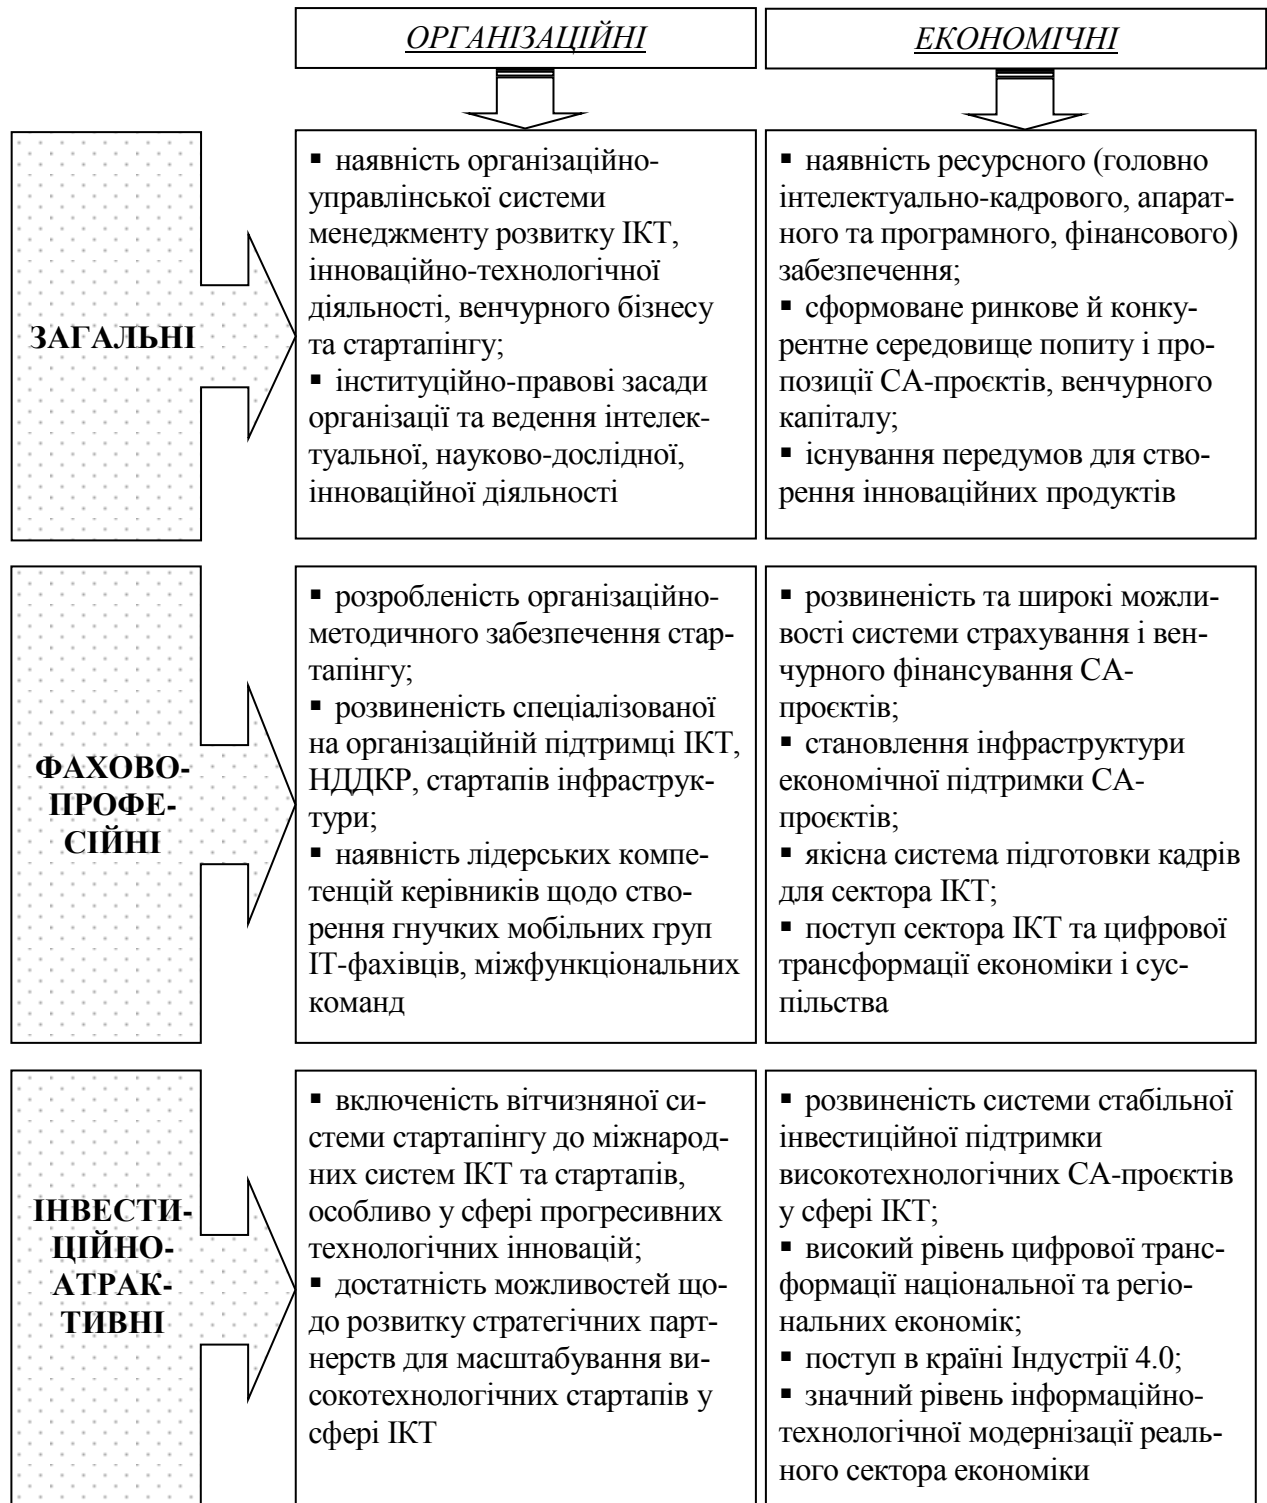 ОРГАНІЗАЦІЙНІ
ЕКОНОМІЧНІ
ЗАГАЛЬНІ
▪ наявність організаційно-
управлінської системи
менеджменту розвитку ІКТ,
інноваційно-технологічної
діяльності, венчурного бізнесу
та стартапінгу;
▪ інституційно-правові засади
організації та ведення інтелек-
туальної, науково-дослідної,
інноваційної діяльності
▪ наявність ресурсного (головно
інтелектуально-кадрового, апарат-
ного та програмного, фінансового)
забезпечення;
▪ сформоване ринкове й конку-
рентне середовище попиту і про-
позиції СА-проєктів, венчурного
капіталу;
▪ існування передумов для ство-
рення інноваційних продуктів
ФАХОВО-
ПРОФЕ-
СІЙНІ
▪ розробленість організаційно-
методичного забезпечення стар-
тапінгу;
▪ розвиненість спеціалізованої
на організаційній підтримці ІКТ,
НДДКР, стартапів інфраструк-
тури;
▪ наявність лідерських компе-
тенцій керівників щодо ство-
рення гнучких мобільних груп
ІТ-фахівців, міжфункціональних
команд
▪ розвиненість та широкі можли-
вості системи страхування і вен-
чурного фінансування СА-
проєктів;
▪ становлення інфраструктури
економічної підтримки СА-
проєктів;
▪ якісна система підготовки кадрів
для сектора ІКТ;
▪ поступ сектора ІКТ та цифрової
трансформації економіки і сус-
пільства
ІНВЕСТИ-
ЦІЙНО-
АТРАК-
ТИВНІ
▪ включеність вітчизняної си-
стеми стартапінгу до міжнарод-
них систем ІКТ та стартапів,
особливо у сфері прогресивних
технологічних інновацій;
▪ достатність можливостей що-
до розвитку стратегічних парт-
нерств для масштабування ви-
сокотехнологічних стартапів у
сфері ІКТ
▪ розвиненість системи стабільної
інвестиційної підтримки
високотехнологічних СА-проєктів
у сфері ІКТ;
▪ високий рівень цифрової транс-
формації національної та регіо-
нальних економік;
▪ поступ в країні Індустрії 4.0;
▪ значний рівень інформаційно-
технологічної модернізації реаль-
ного сектора економіки